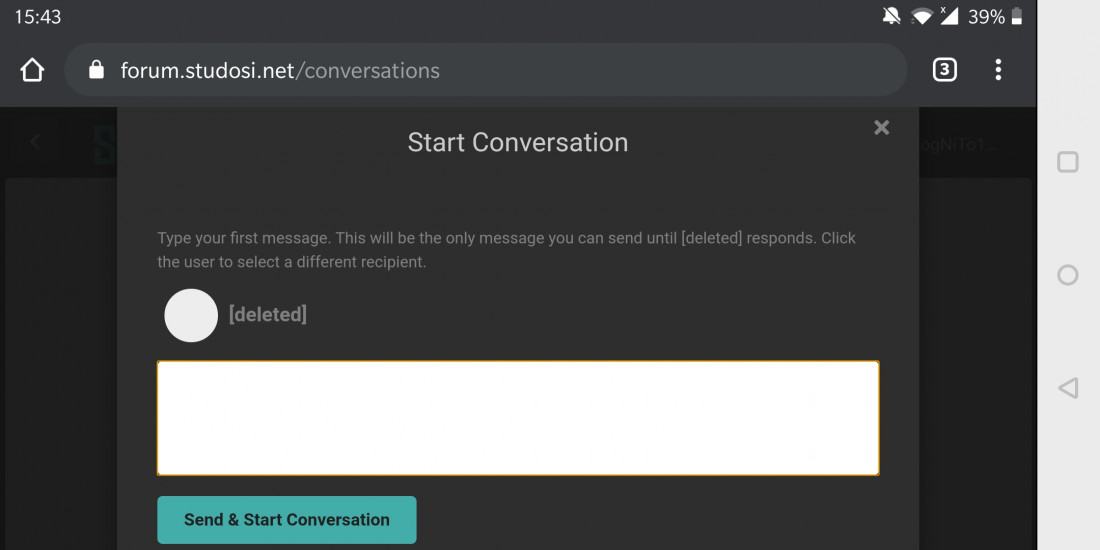 15:43
39%
forum.studosi.net/conversations
3
Start Conversation
Type your first message. This will be the only message you can send until [deleted] responds. Click
the user to select a different recipient.
[deleted]
Send & Start Conversation